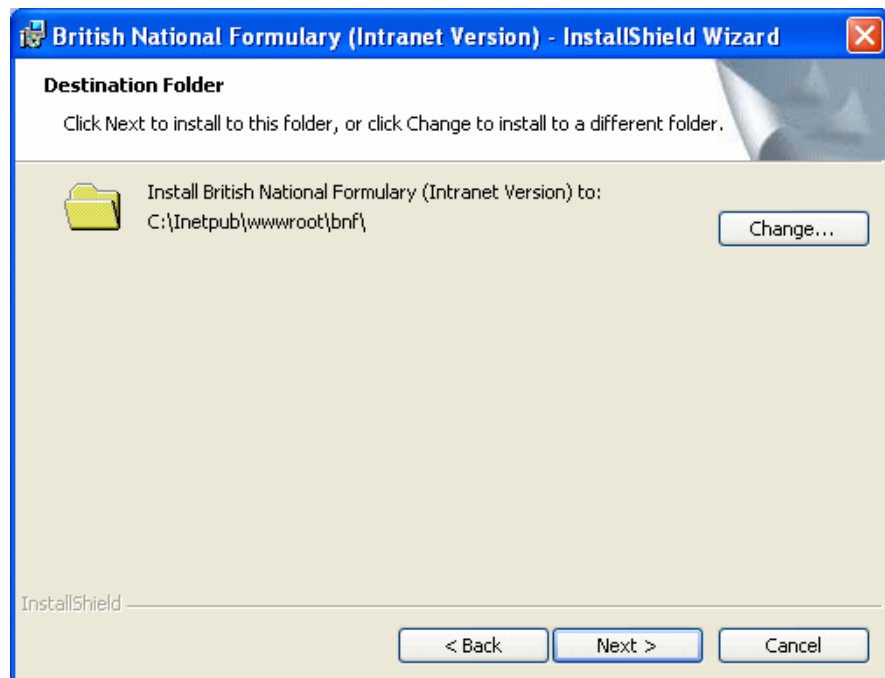 British National Formulary (Intranet Version) - InstallShield Wizard
Destination Folder
Click Next to install to this folder, or click Change to install to a different folder.
Install British National Formulary (Intranet Version) to:
C:\Inetpub\wwwroot\bnf\
Change...
InstallShield
< Back
Next >
Cancel